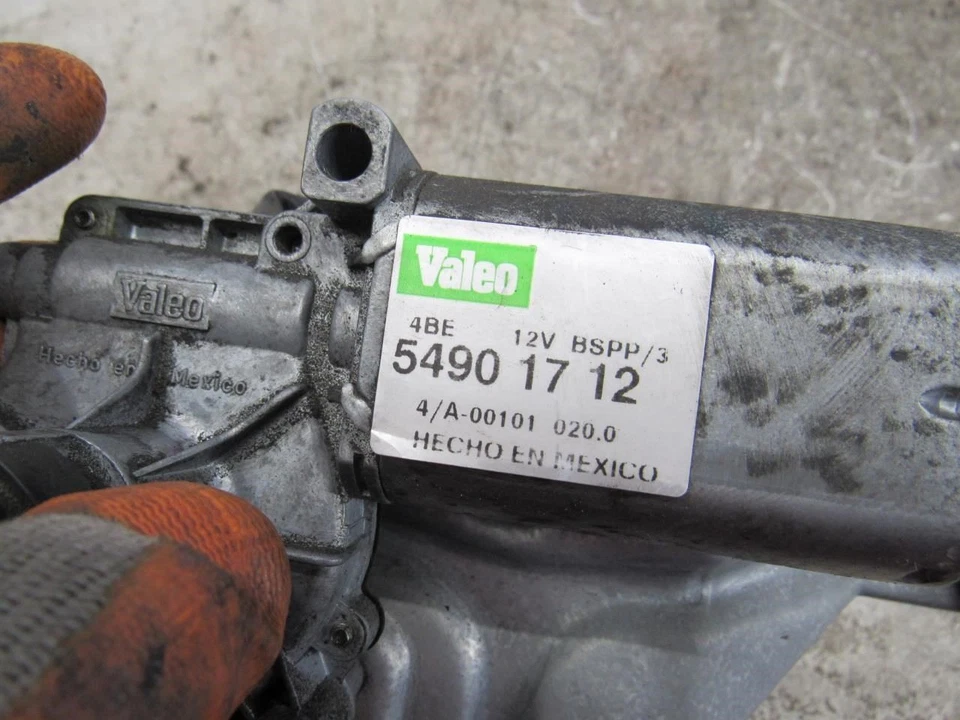 Valeo
4BE 12V BSPP/3
5490 17 12
4/A-00101 020.0
HECHO EN MEXICO
Valeo
Hecho en Mexico